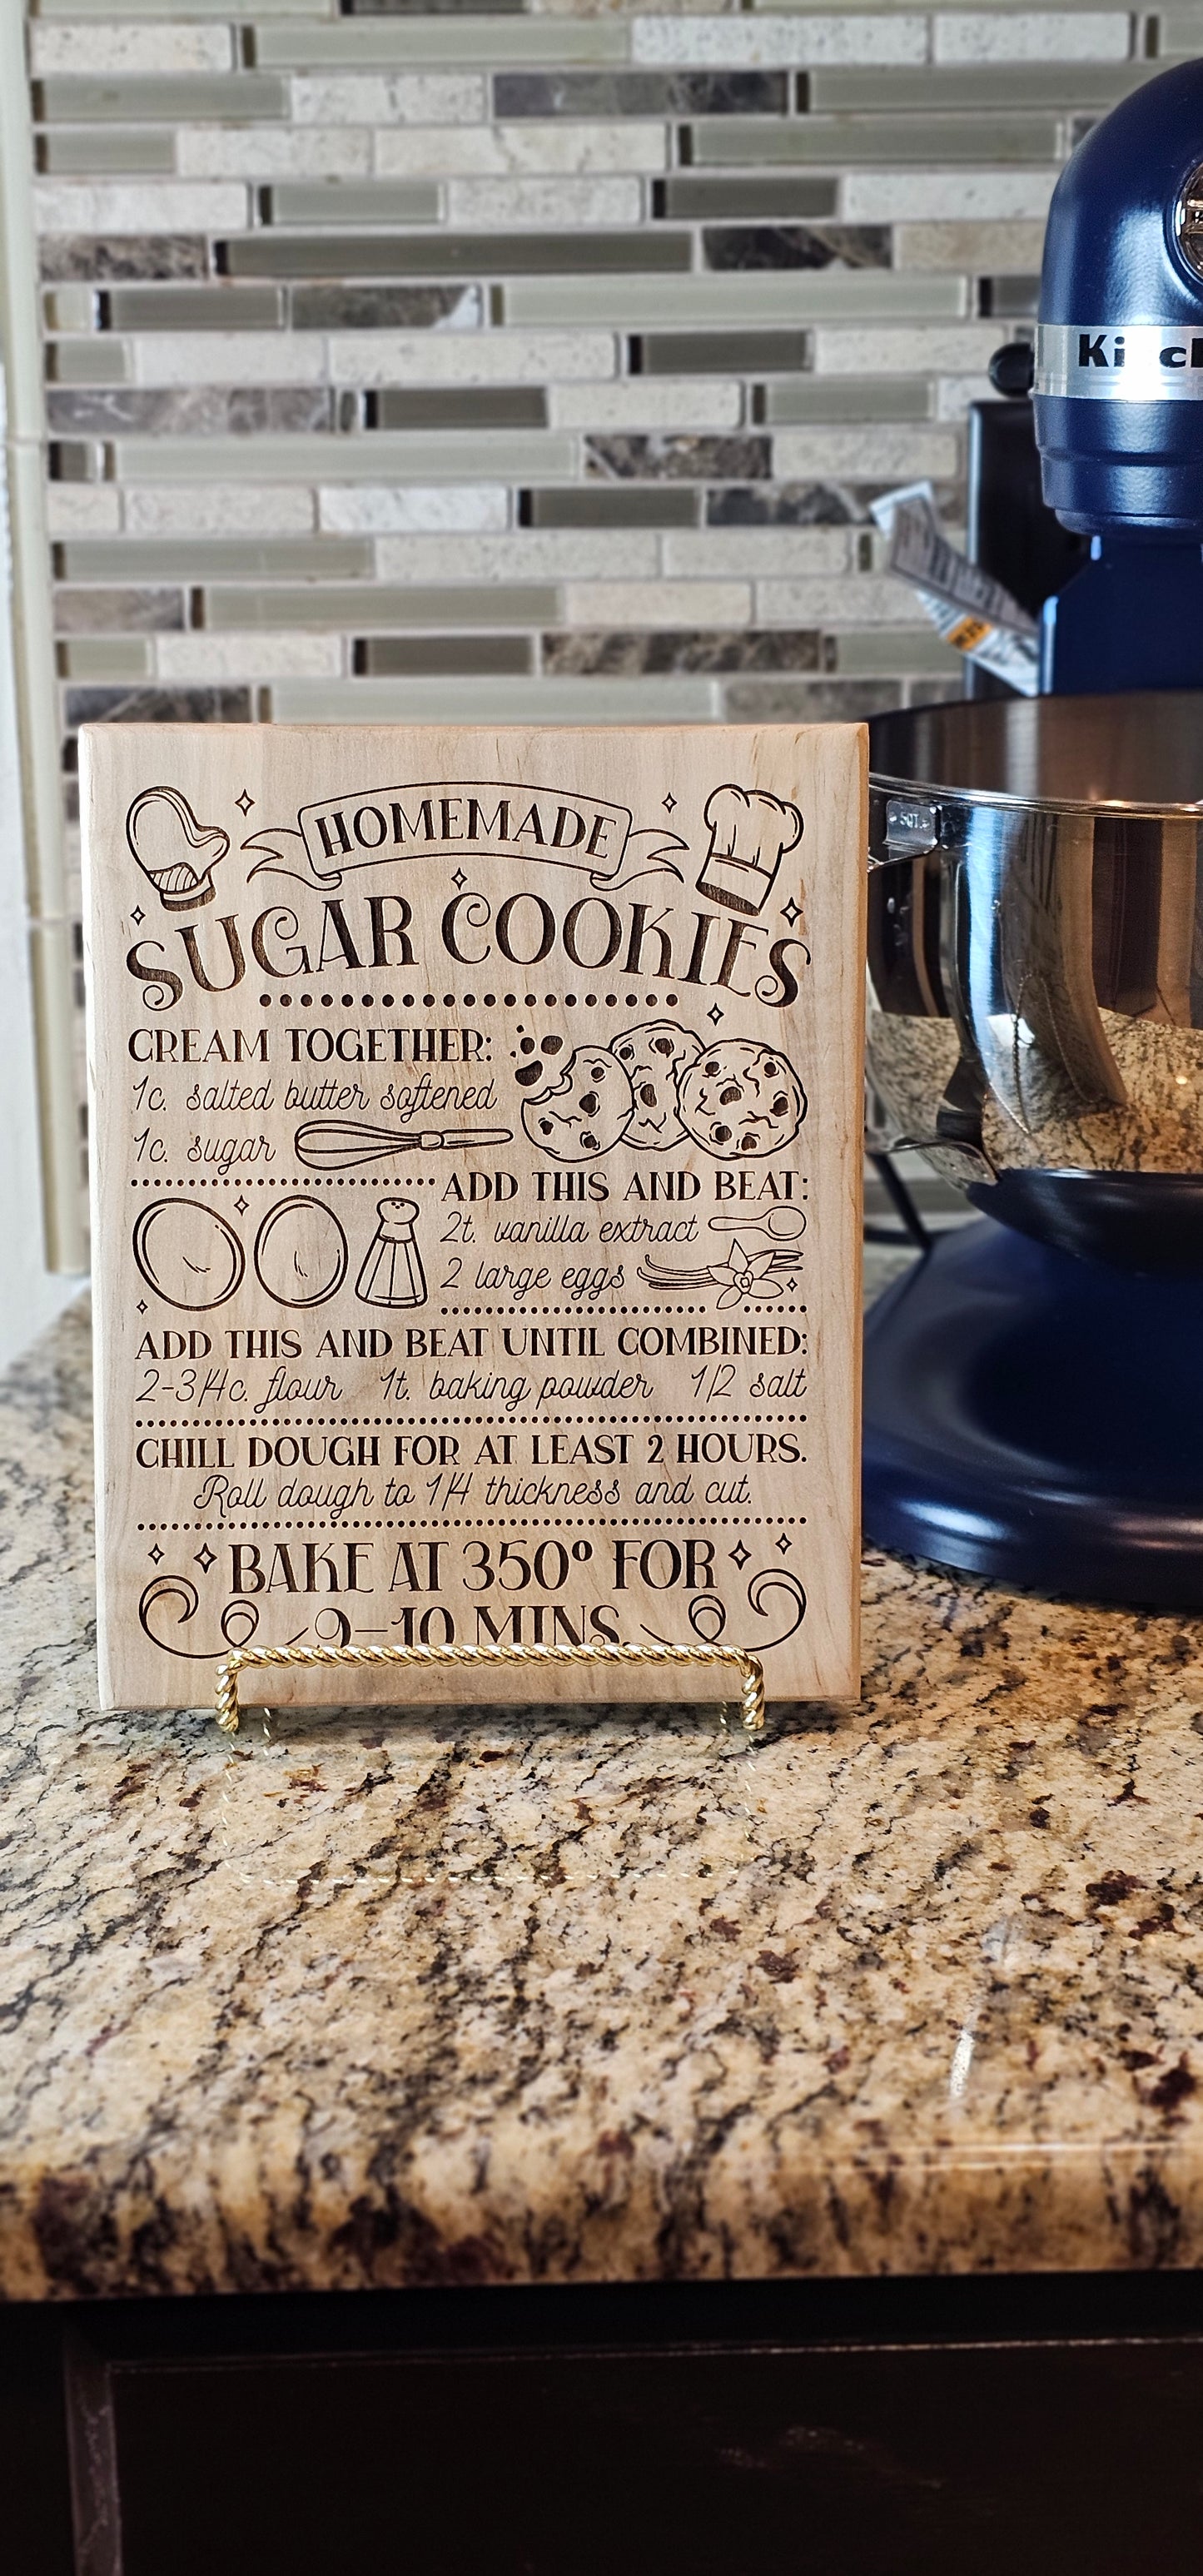 HOMEMADE
SUGAR COOKIES
CREAM TOGETHER:
1c. salted butter softened
1c. sugar
ADD THIS AND BEAT:
2t. vanilla extract
2 large eggs
ADD THIS AND BEAT UNTIL COMBINED:
2-3/4c. flour 1t. baking powder 1/2 salt
CHILL DOUGH FOR AT LEAST 2 HOURS.
Roll dough to 1/4 thickness and cut.
BAKE AT 350° FOR
9-10 MINS.
5QT.